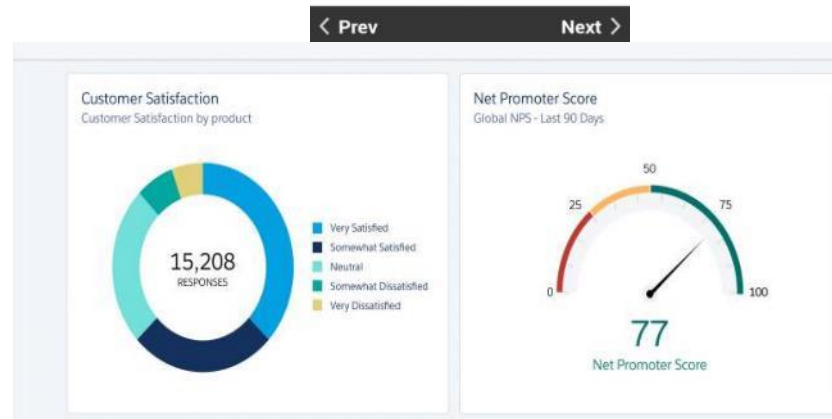 Prev
Next
Customer Satisfaction
Customer Satisfaction by product
15,208
RESPONSES
Very Satisfied
Somewhat Satisfied
Neutral
Somewhat Dissatisfied
Very Dissatisfied
Net Promoter Score
Global NPS - Last 90 Days
0
25
50
75
100
77
Net Promoter Score